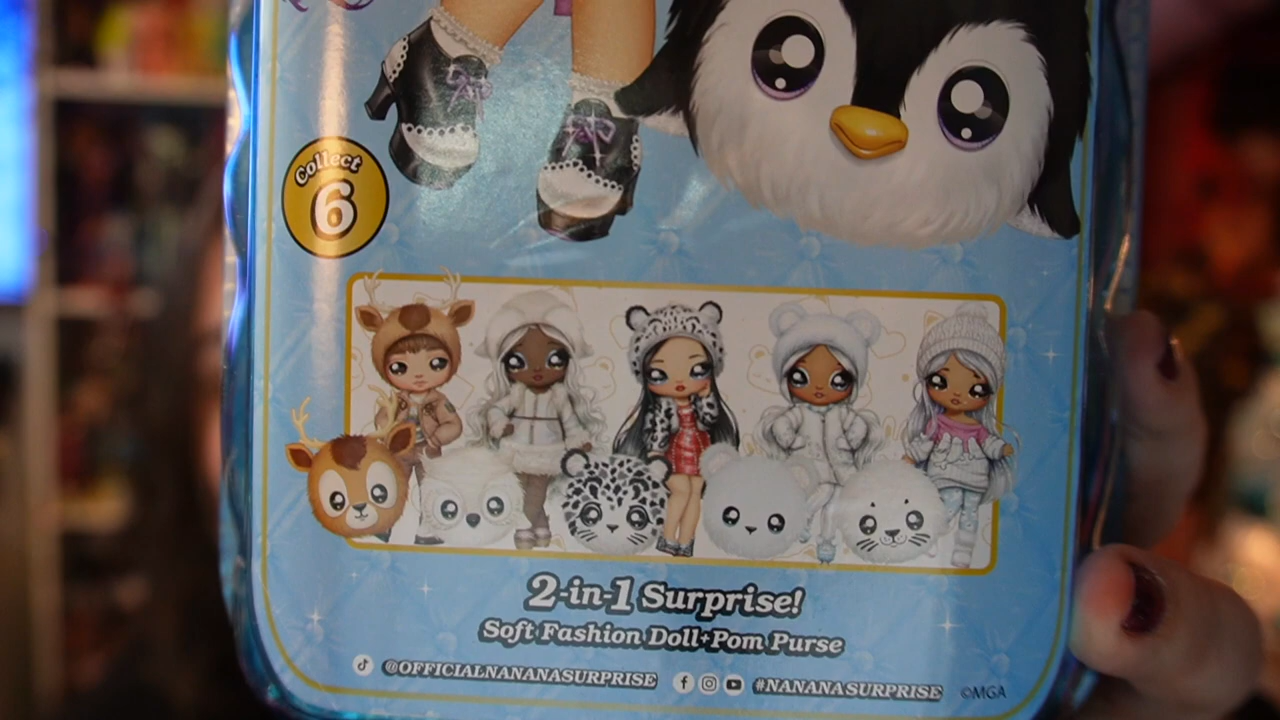 Collect
6
2-in-1 Surprise!
Soft Fashion Doll+Pom Purse
@OFFICIALNANANASURPRISE #NANANASURPRISE ©MGA